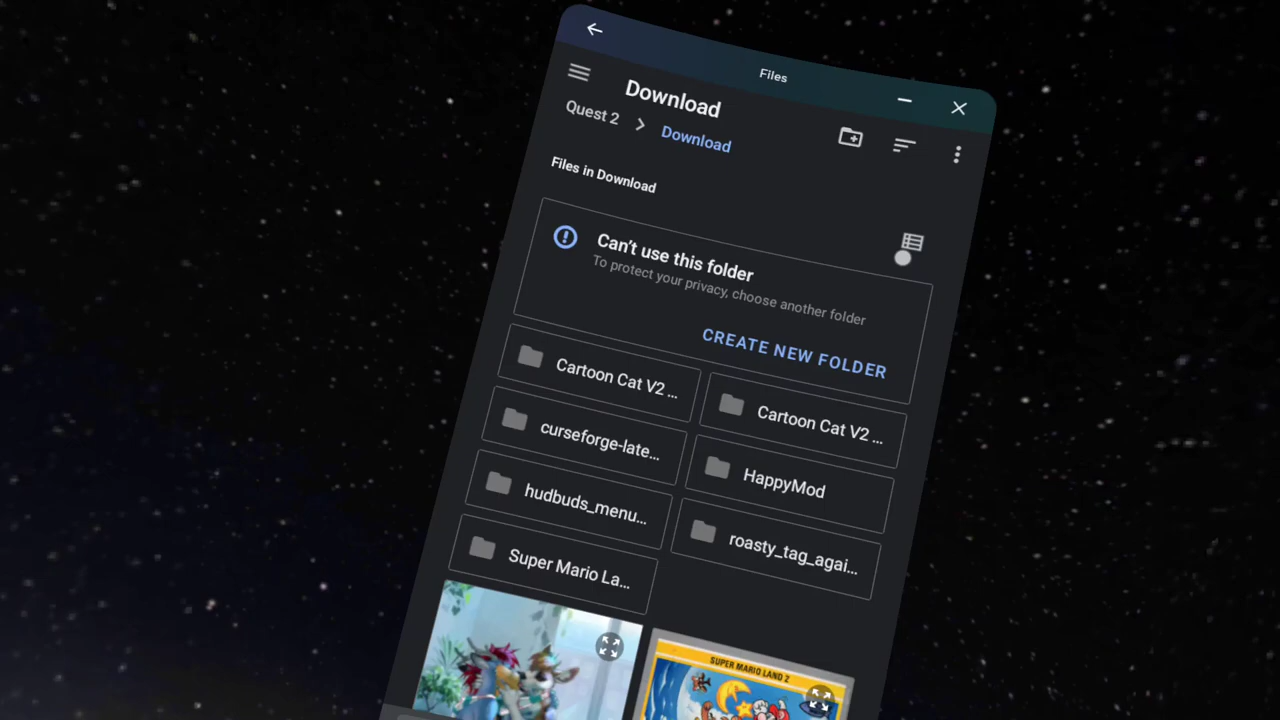 Files
Download
Quest 2 > Download
Files in Download
Can't use this folder
To protect your privacy, choose another folder
CREATE NEW FOLDER
Cartoon Cat V2 ...
Cartoon Cat V2 ...
curseforge-late...
HappyMod
hudbuds_menu...
roasty_tag_agai...
Super Mario La...
SUPER MARIO LAND 2